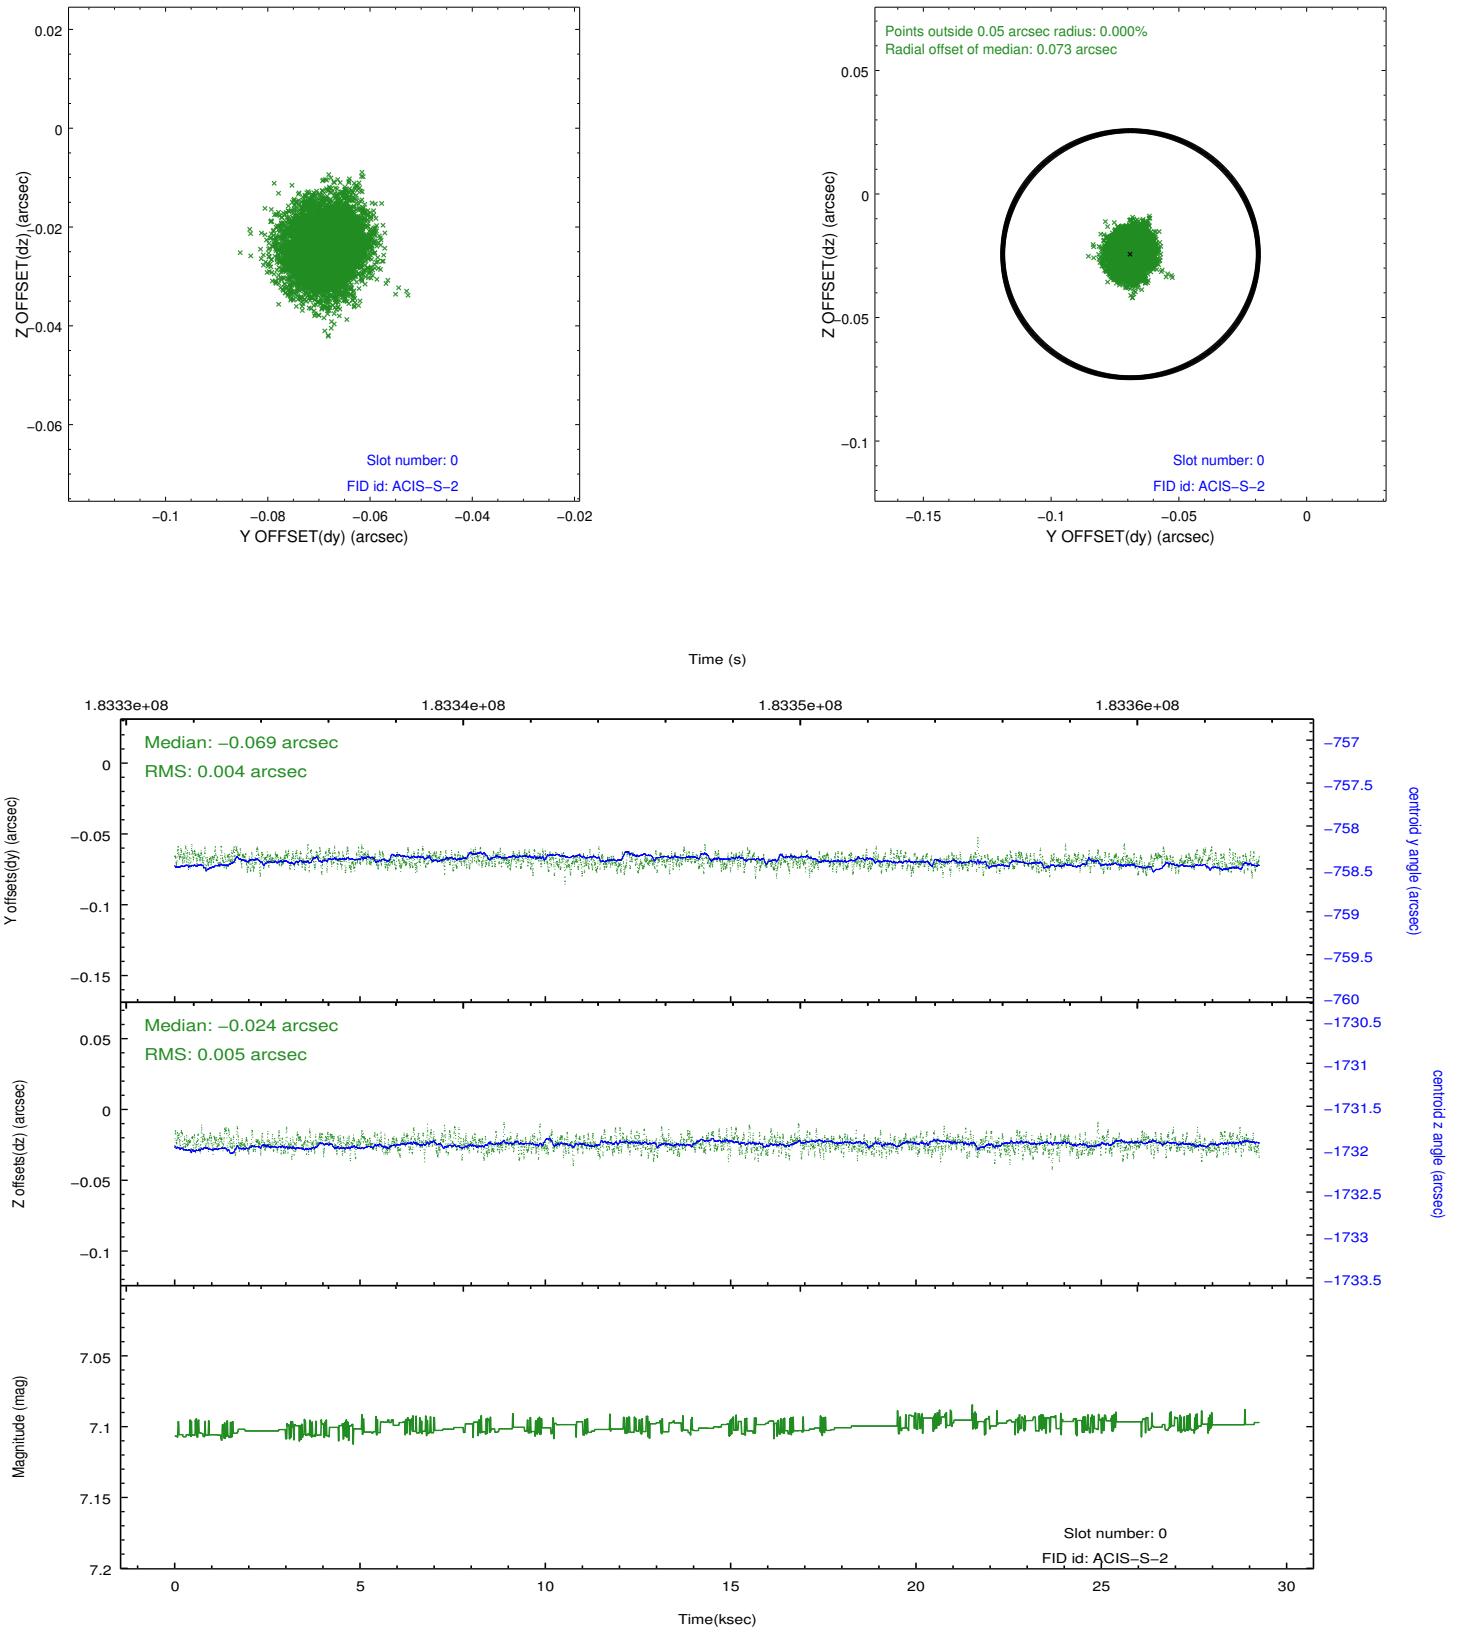 0.02
0
−0.02
−0.04
−0.06
Z OFFSET(dz) (arcsec)
Slot number: 0
FID id: ACIS−S−2
−0.1
−0.08
−0.06
−0.04
−0.02
Y OFFSET(dy) (arcsec)
Points outside 0.05 arcsec radius: 0.000%
Radial offset of median: 0.073 arcsec
0.05
0
−0.05
−0.1
Z OFFSET(dz) (arcsec)
Slot number: 0
FID id: ACIS−S−2
−0.15
−0.1
−0.05
0
Y OFFSET(dy) (arcsec)
Time (s)
1.8333e+08
1.8334e+08
1.8335e+08
1.8336e+08
Median: −0.069 arcsec
RMS: 0.004 arcsec
0
−0.05
−0.1
−0.15
Y offsets(dy) (arcsec)
−757
−757.5
−758
−758.5
−759
−759.5
−760
centroid y angle (arcsec)
Median: −0.024 arcsec
RMS: 0.005 arcsec
0.05
0
−0.05
−0.1
Z offsets(dz) (arcsec)
−1730.5
−1731
−1731.5
−1732
−1732.5
−1733
−1733.5
centroid z angle (arcsec)
7.05
7.1
7.15
7.2
Magnitude (mag)
Slot number: 0
FID id: ACIS−S−2
0
5
10
15
20
25
30
Time(ksec)